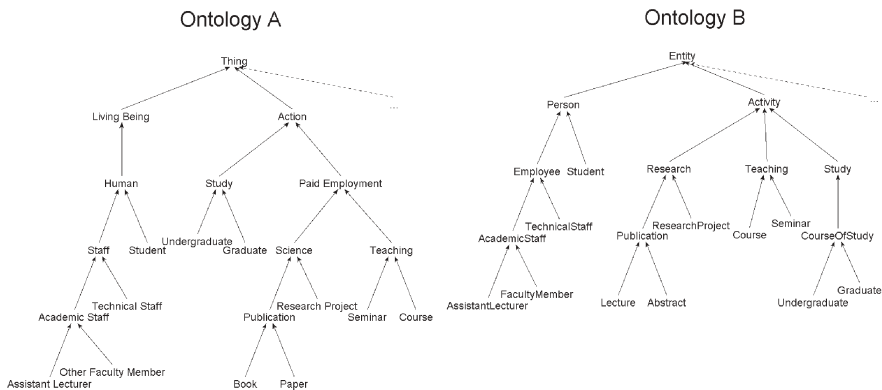 Ontology A
Thing
...
Living Being
Action
Human
Study
Paid Employment
Staff
Student
Undergraduate
Graduate
Science
Teaching
Academic Staff
Technical Staff
Publication
Research Project
Seminar
Course
Assistant Lecturer
Other Faculty Member
Book
Paper
Ontology B
Entity
...
Person
Activity
Employee
Student
Research
Teaching
Study
AcademicStaff
TechnicalStaff
Publication
ResearchProject
Course
Seminar
CourseOfStudy
AssistantLecturer
FacultyMember
Lecture
Abstract
Undergraduate
Graduate